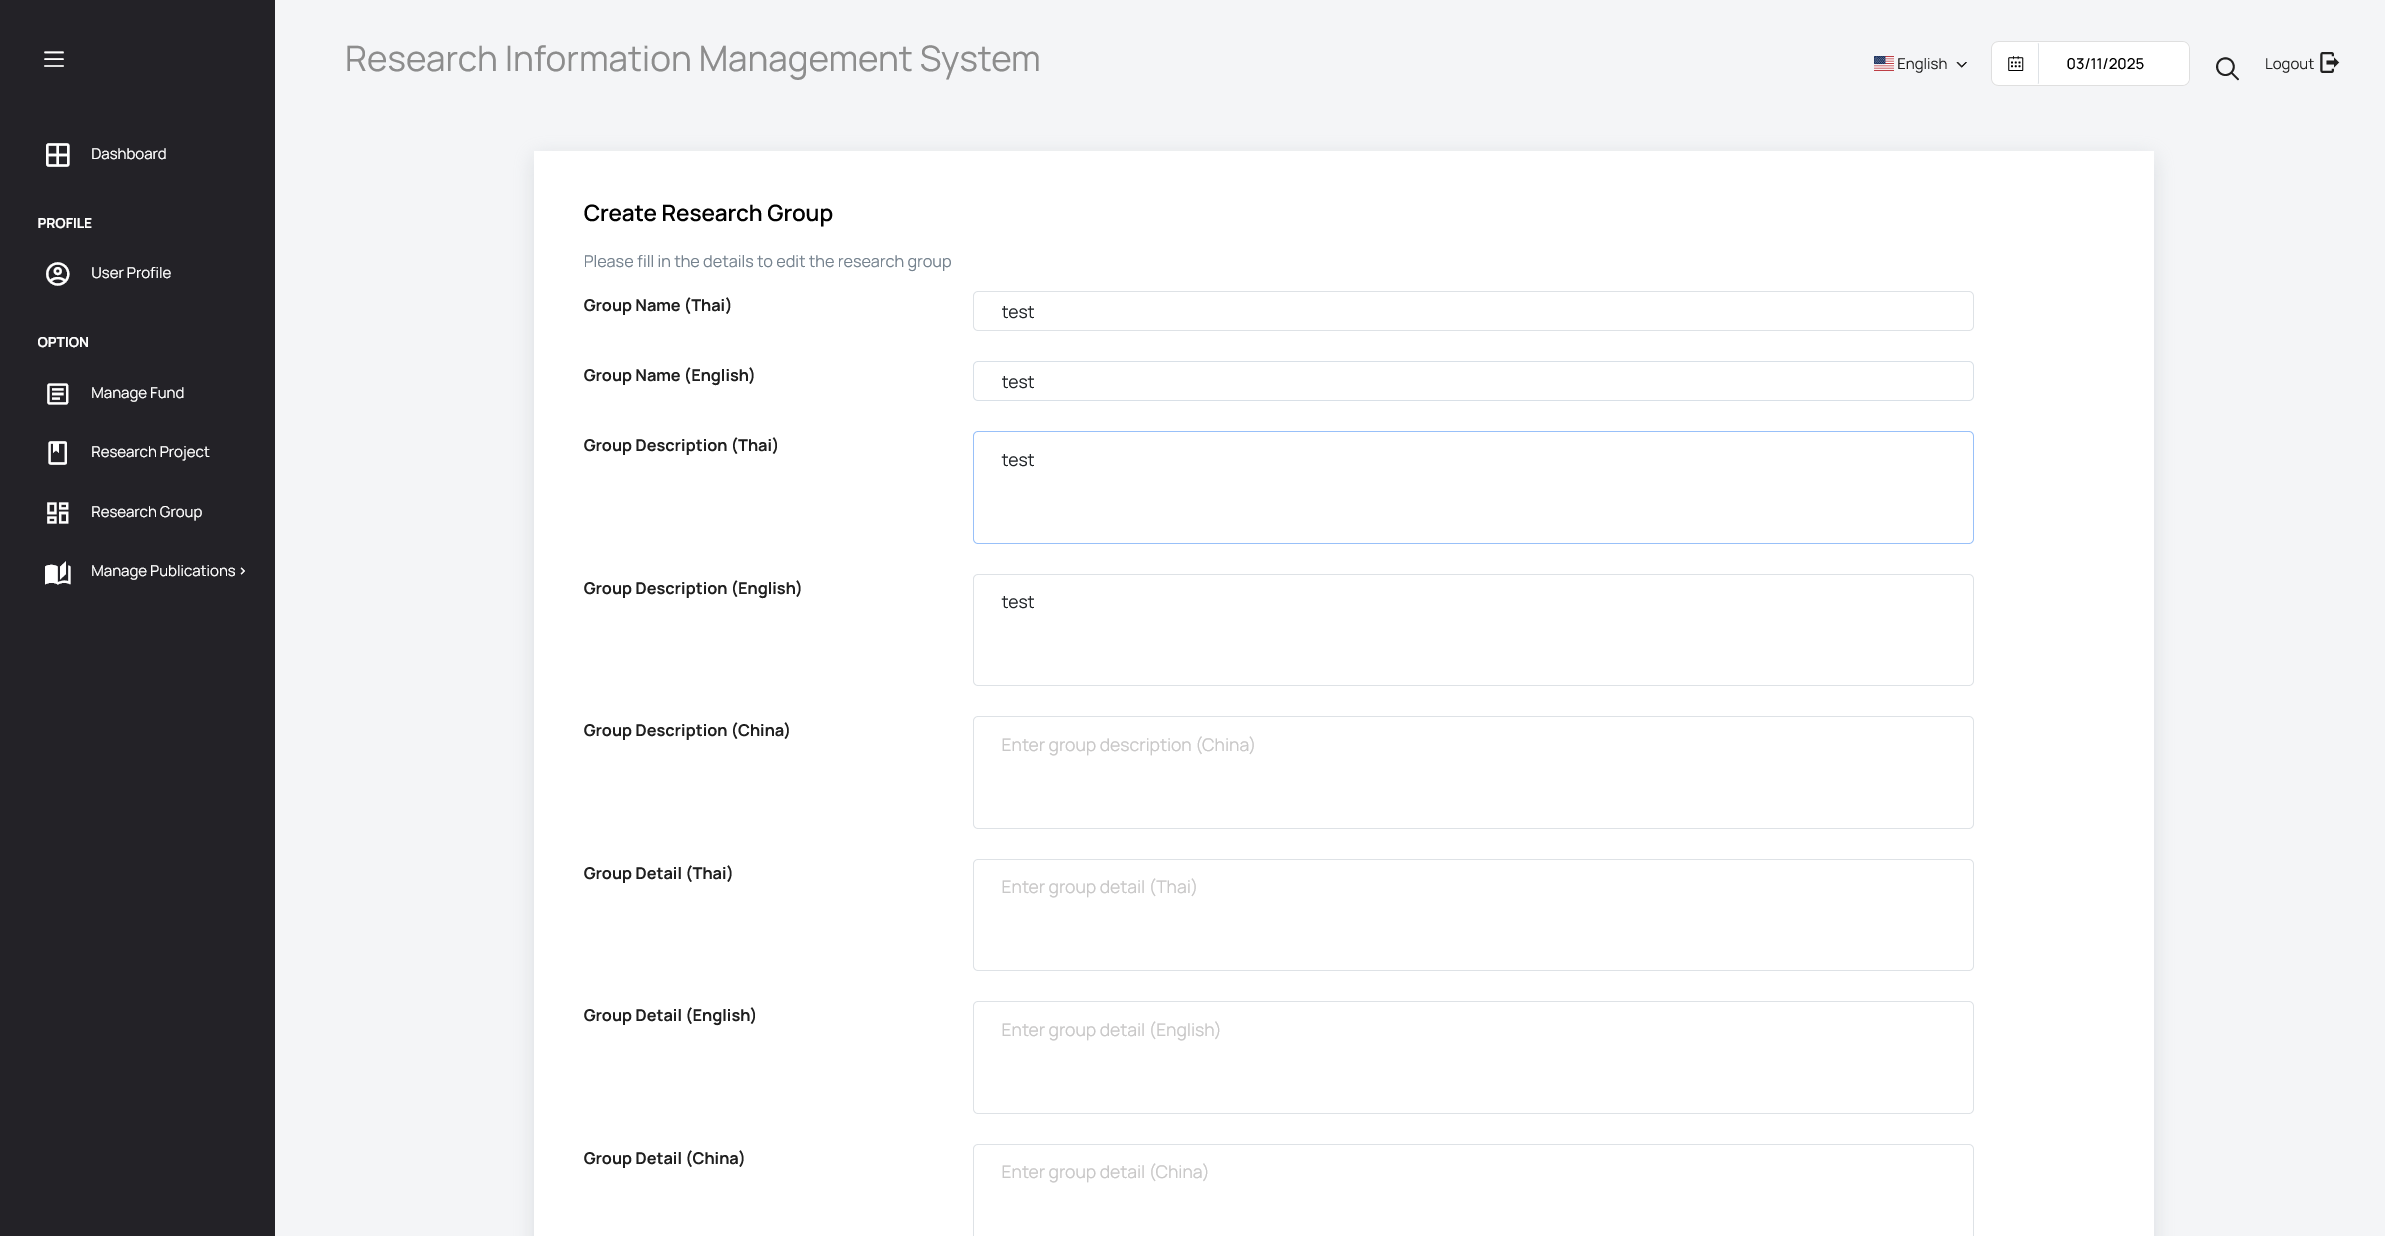 Research Information Management System
English
03/11/2025
Logout
Dashboard
PROFILE
User Profile
OPTION
Manage Fund
Research Project
Research Group
Manage Publications ›
Create Research Group
Please fill in the details to edit the research group
Group Name (Thai)
test
Group Name (English)
test
Group Description (Thai)
test
Group Description (English)
test
Group Description (China)
Enter group description (China)
Group Detail (Thai)
Enter group detail (Thai)
Group Detail (English)
Enter group detail (English)
Group Detail (China)
Enter group detail (China)